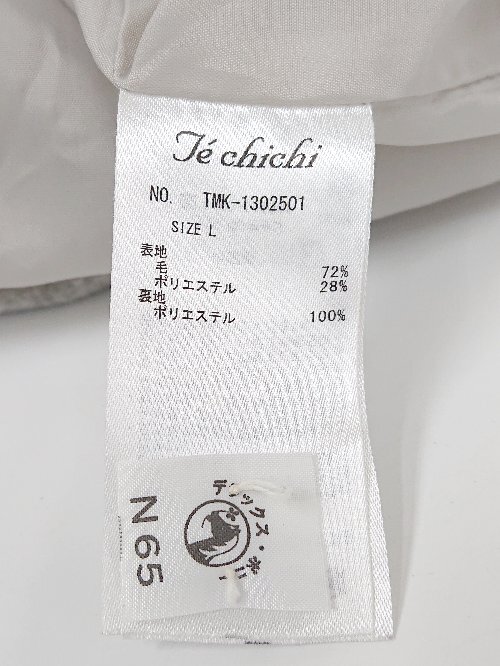 Té chichi
NO. TMK-1302501
SIZE L
表地
毛 72%
ポリエステル 28%
裏地
ポリエステル 100%
N65